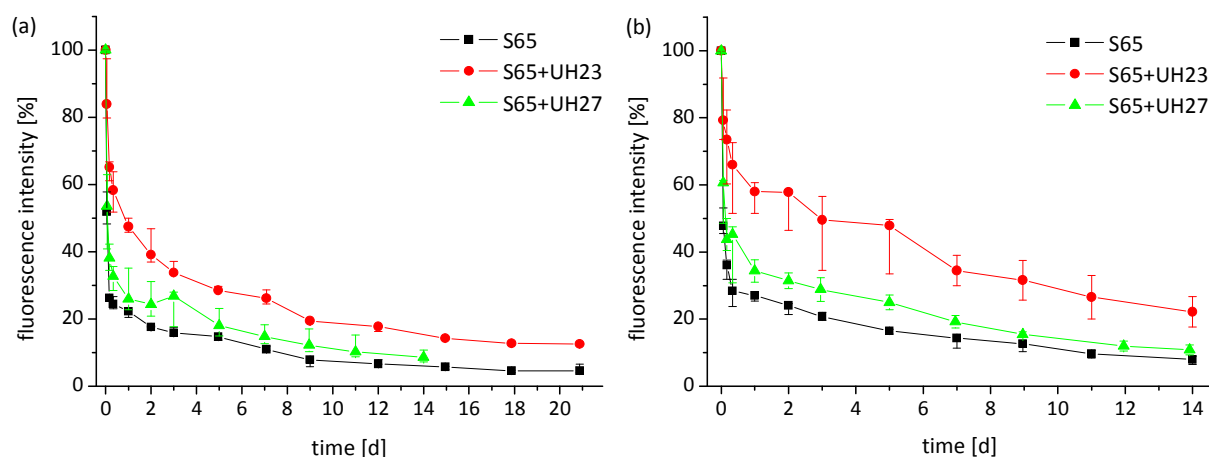 (a)
S65
S65+UH23
S65+UH27
fluorescence intensity [%]
100
80
60
40
20
0
0 2 4 6 8 10 12 14 16 18 20
time [d]
(b)
S65
S65+UH23
S65+UH27
fluorescence intensity [%]
100
80
60
40
20
0
0 2 4 6 8 10 12 14
time [d]